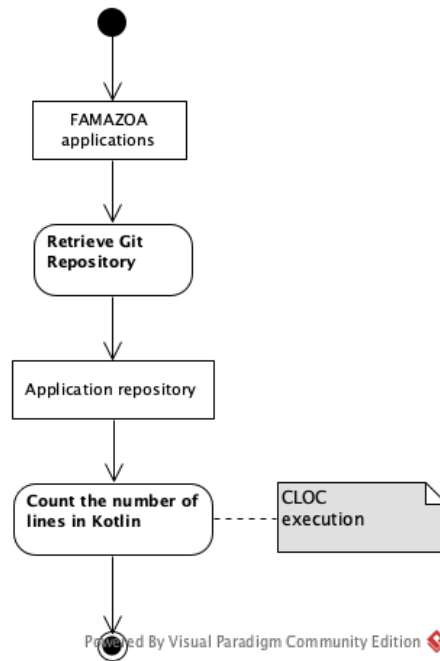 FAMAZOA
applications
Retrieve Git
Repository
Application repository
Count the number of
lines in Kotlin
CLOC
execution
Powered By Visual Paradigm Community Edition